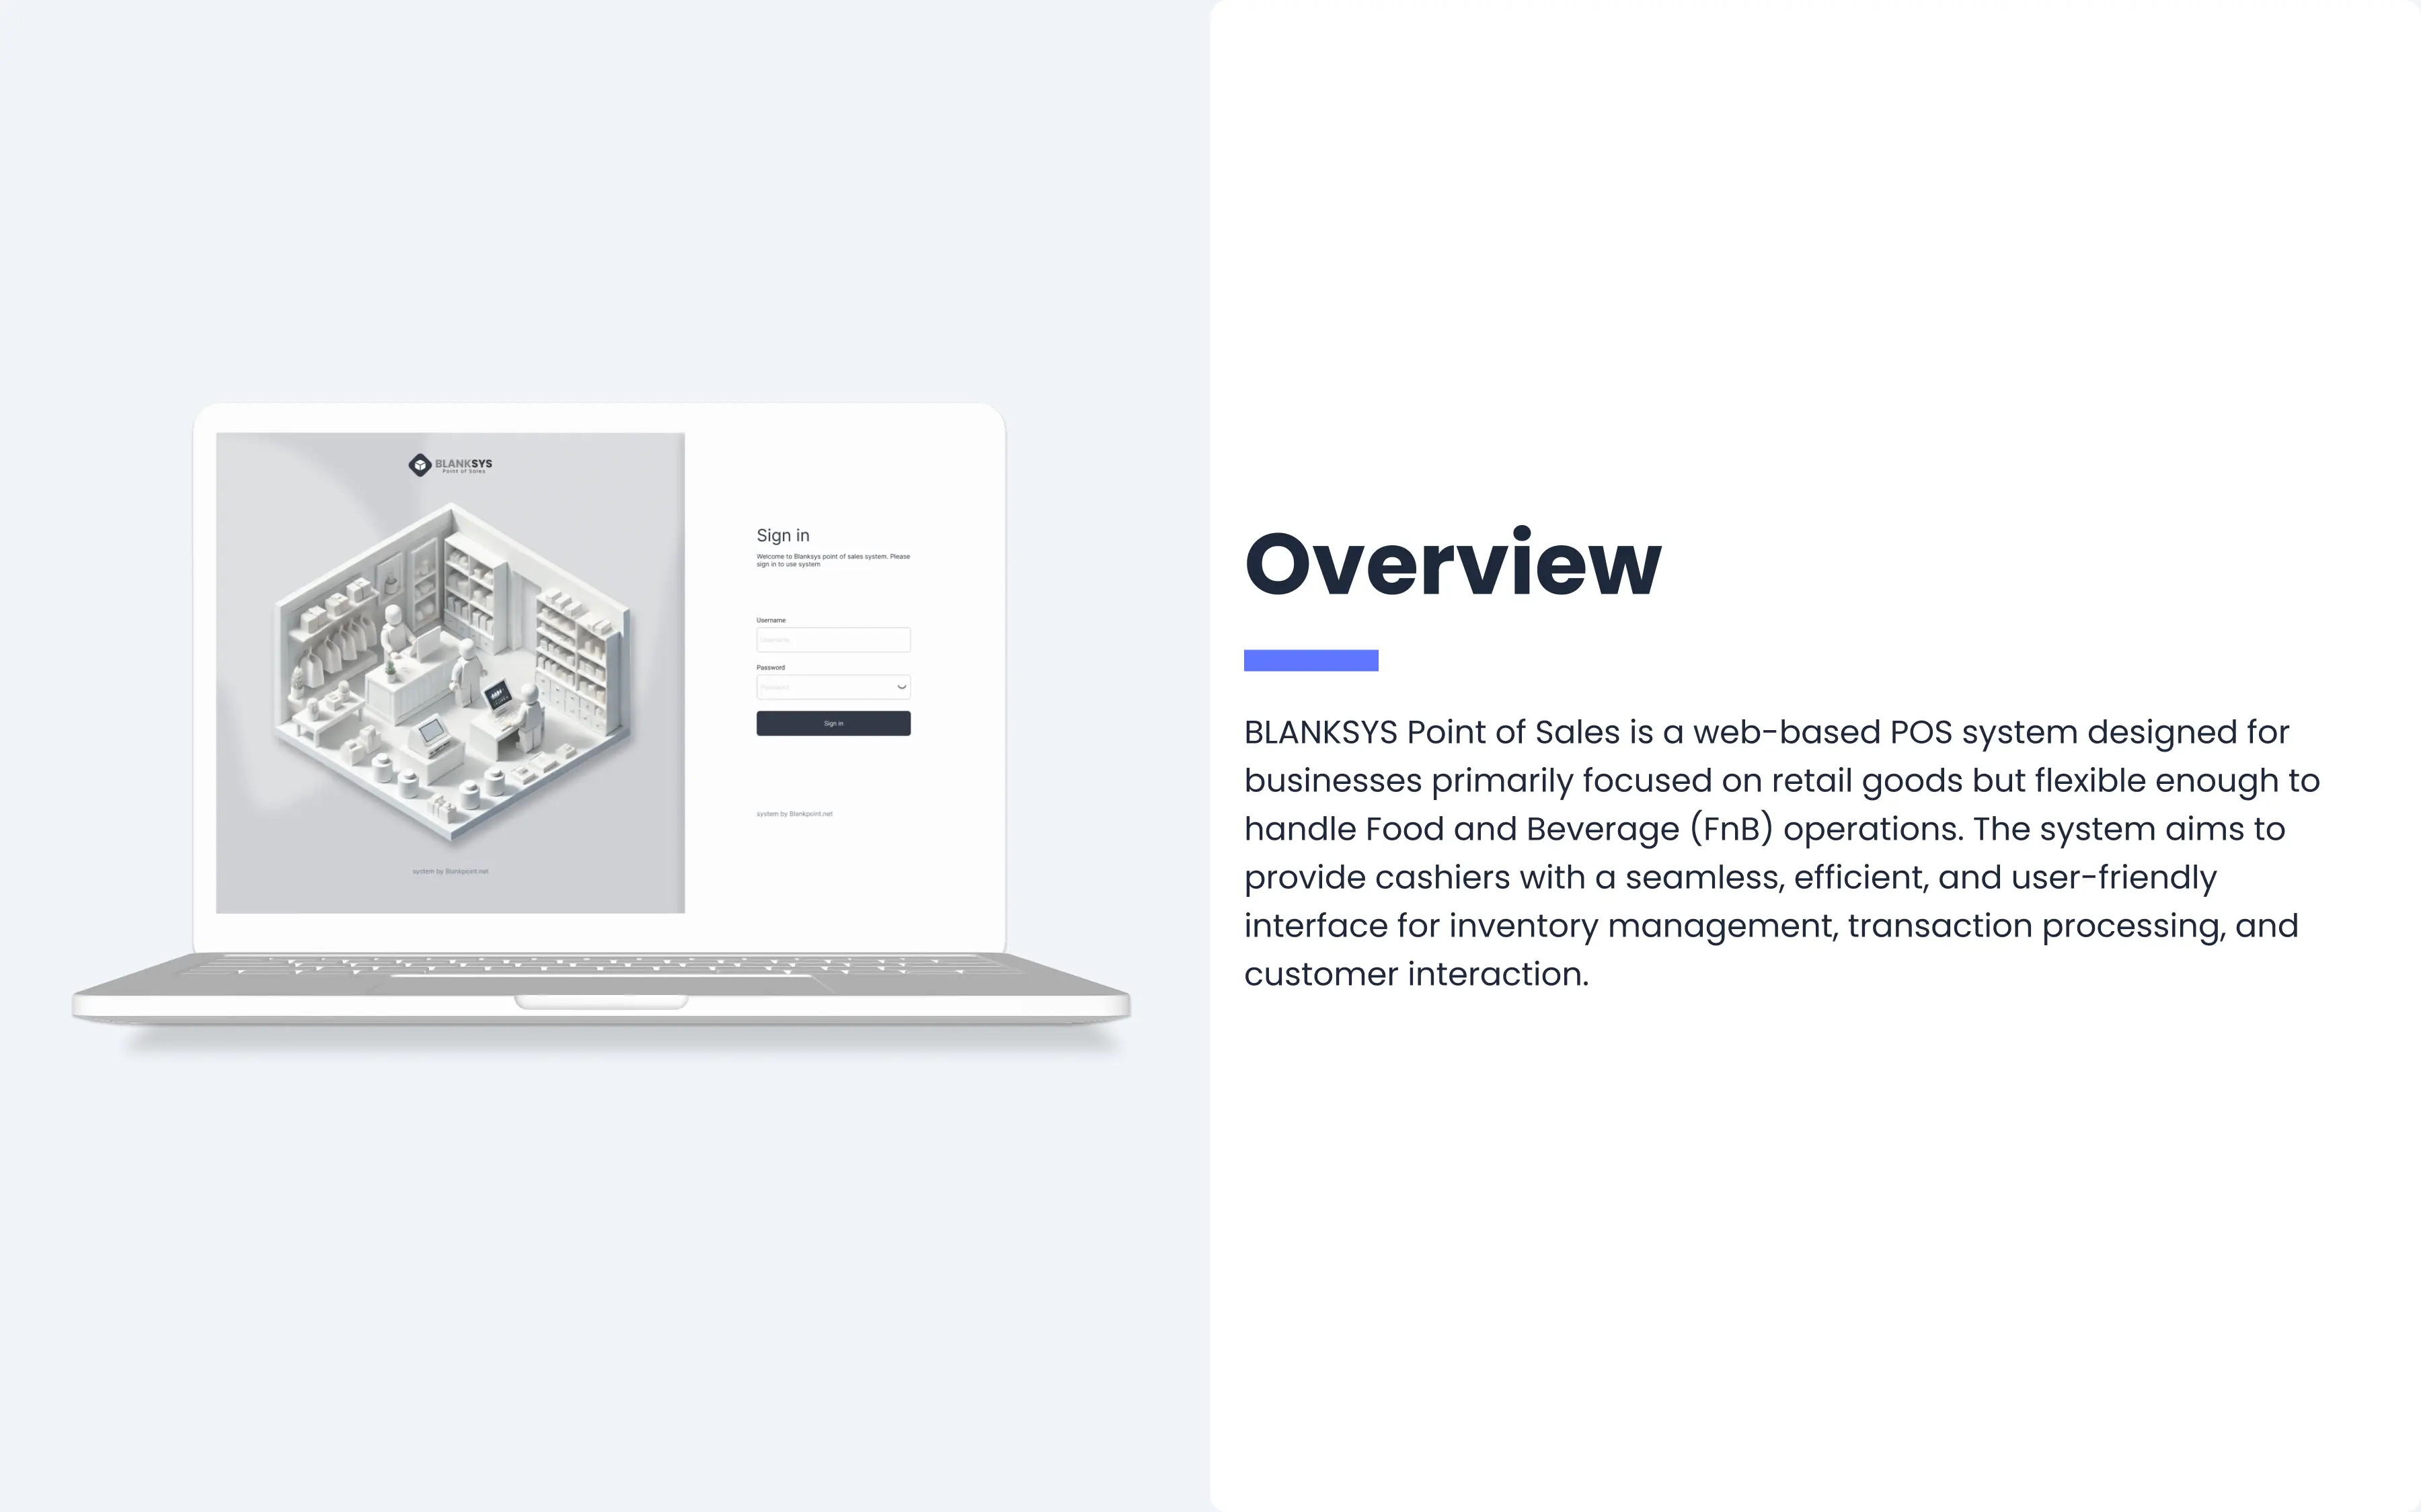 BLANKSYS
Point of Sales
system by Blankpoint.net
Sign in
Welcome to Blanksys point of sales system. Please
sign in to use system
Username
Username
Password
Password
Sign in
system by Blankpoint.net
Overview
BLANKSYS Point of Sales is a web-based POS system designed for
businesses primarily focused on retail goods but flexible enough to
handle Food and Beverage (FnB) operations. The system aims to
provide cashiers with a seamless, efficient, and user-friendly
interface for inventory management, transaction processing, and
customer interaction.